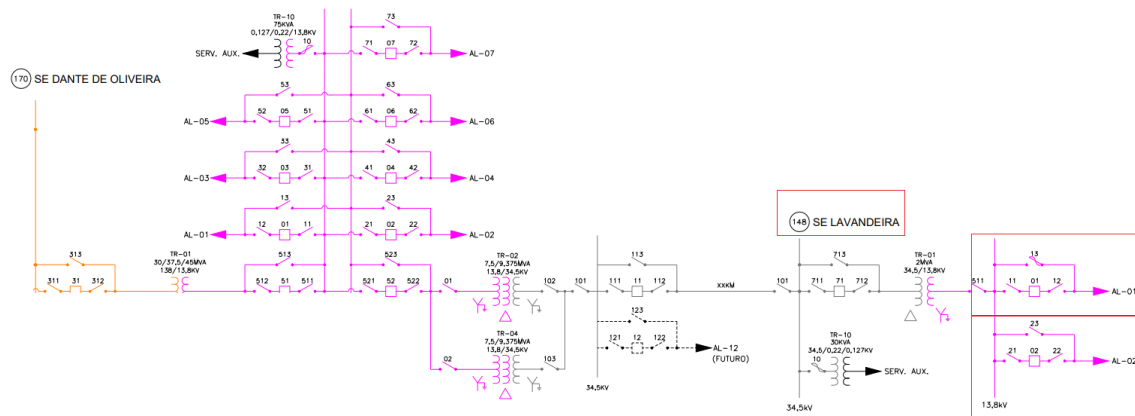 TR-10
75KVA
0,127/0,22/13,8KV
10
SERV. AUX.
73
71
07
72
AL-07
170
SE DANTE DE OLIVEIRA
53
63
AL-05
52
05
51
61
06
62
AL-06
33
43
AL-03
32
03
31
41
04
42
AL-04
13
23
AL-01
12
01
11
21
02
22
AL-02
313
311
31
312
TR-01
30/37,5/45MVA
138/13,8KV
513
512
51
511
523
521
52
522
01
TR-02
7,5/9,375MVA
13,8/34,5KV
102
02
TR-04
7,5/9,375MVA
13,8/34,5KV
103
101
34,5KV
113
111
11
112
XXKM
123
121
12
122
AL-12
(FUTURO)
148
SE LAVANDEIRA
101
34,5KV
713
711
71
712
TR-01
2MVA
34,5/13,8KV
TR-10
30KVA
34,5/0,22/0,127KV
10
SERV. AUX.
511
13,8KV
13
11
01
12
AL-01
23
21
02
22
AL-02